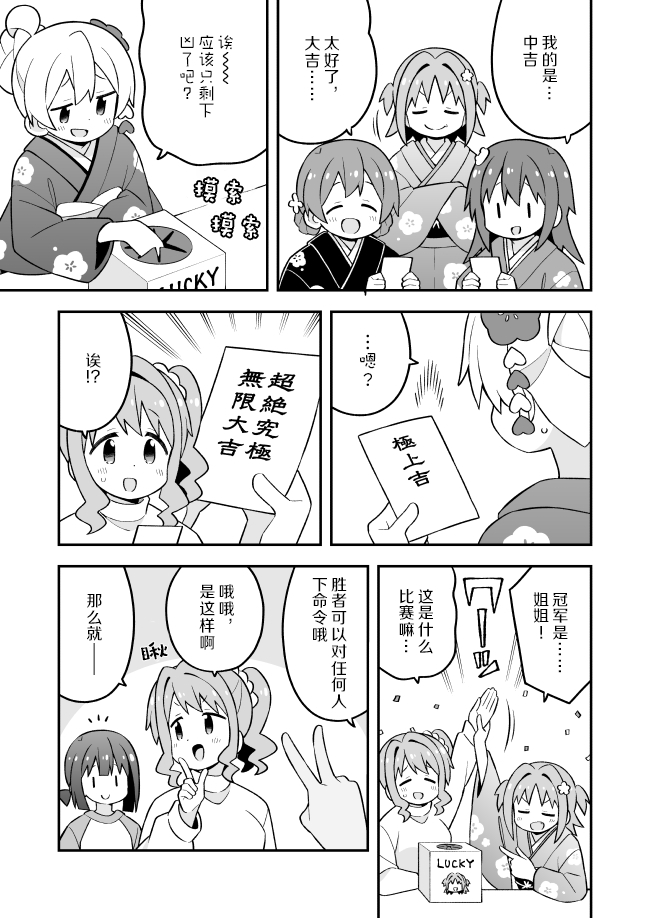 我的是…
中吉
太好了，
大吉……
诶～～
应该只剩下
凶了吧？
摸索
摸索
LUCKY
…嗯？
極上吉
诶!?
超絶究極
無限大吉
冠军是……
姐姐！
这是什么
比赛嘛…
LUCKY
胜者可以对任何人
下命令哦
哦哦，
是这样
啊
瞅
那么就——